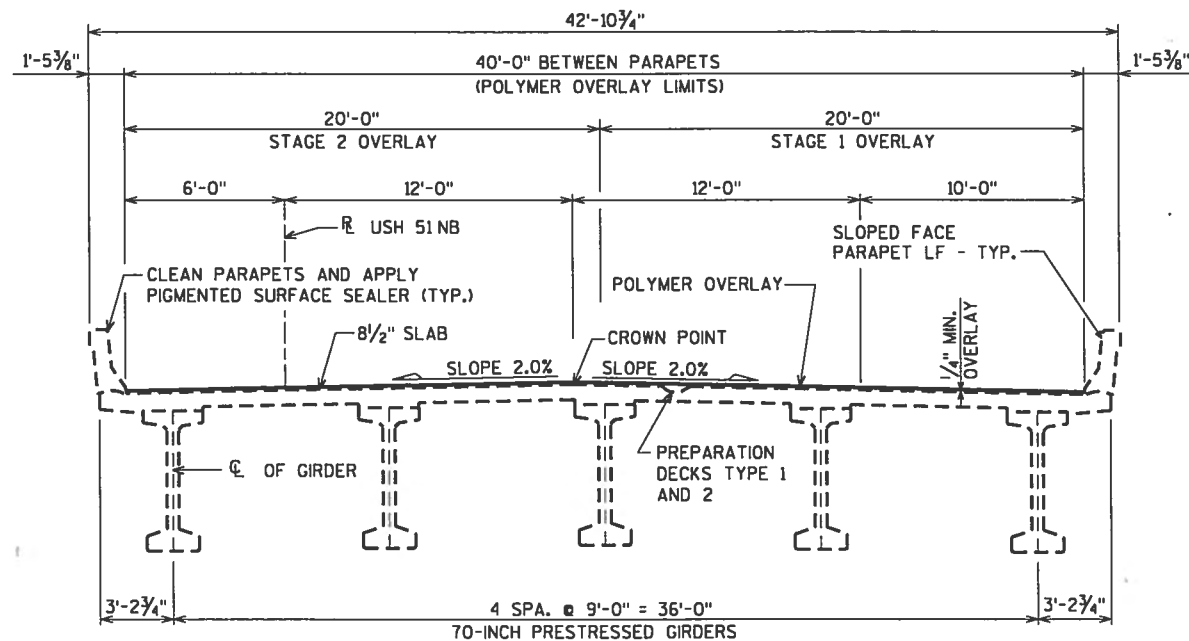 42'-10¾"
1'-5⅜"
40'-0" BETWEEN PARAPETS
(POLYMER OVERLAY LIMITS)
1'-5⅜"
20'-0"
STAGE 2 OVERLAY
20'-0"
STAGE 1 OVERLAY
6'-0"
12'-0"
12'-0"
10'-0"
R USH 51 NB
SLOPED FACE
PARAPET LF - TYP.
CLEAN PARAPETS AND APPLY
PIGMENTED SURFACE SEALER (TYP.)
POLYMER OVERLAY
¼" MIN.
OVERLAY
8½" SLAB
CROWN POINT
SLOPE 2.0%
SLOPE 2.0%
℄ OF GIRDER
PREPARATION
DECKS TYPE 1
AND 2
3'-2¾"
4 SPA. @ 9'-0" = 36'-0"
70-INCH PRESTRESSED GIRDERS
3'-2¾"